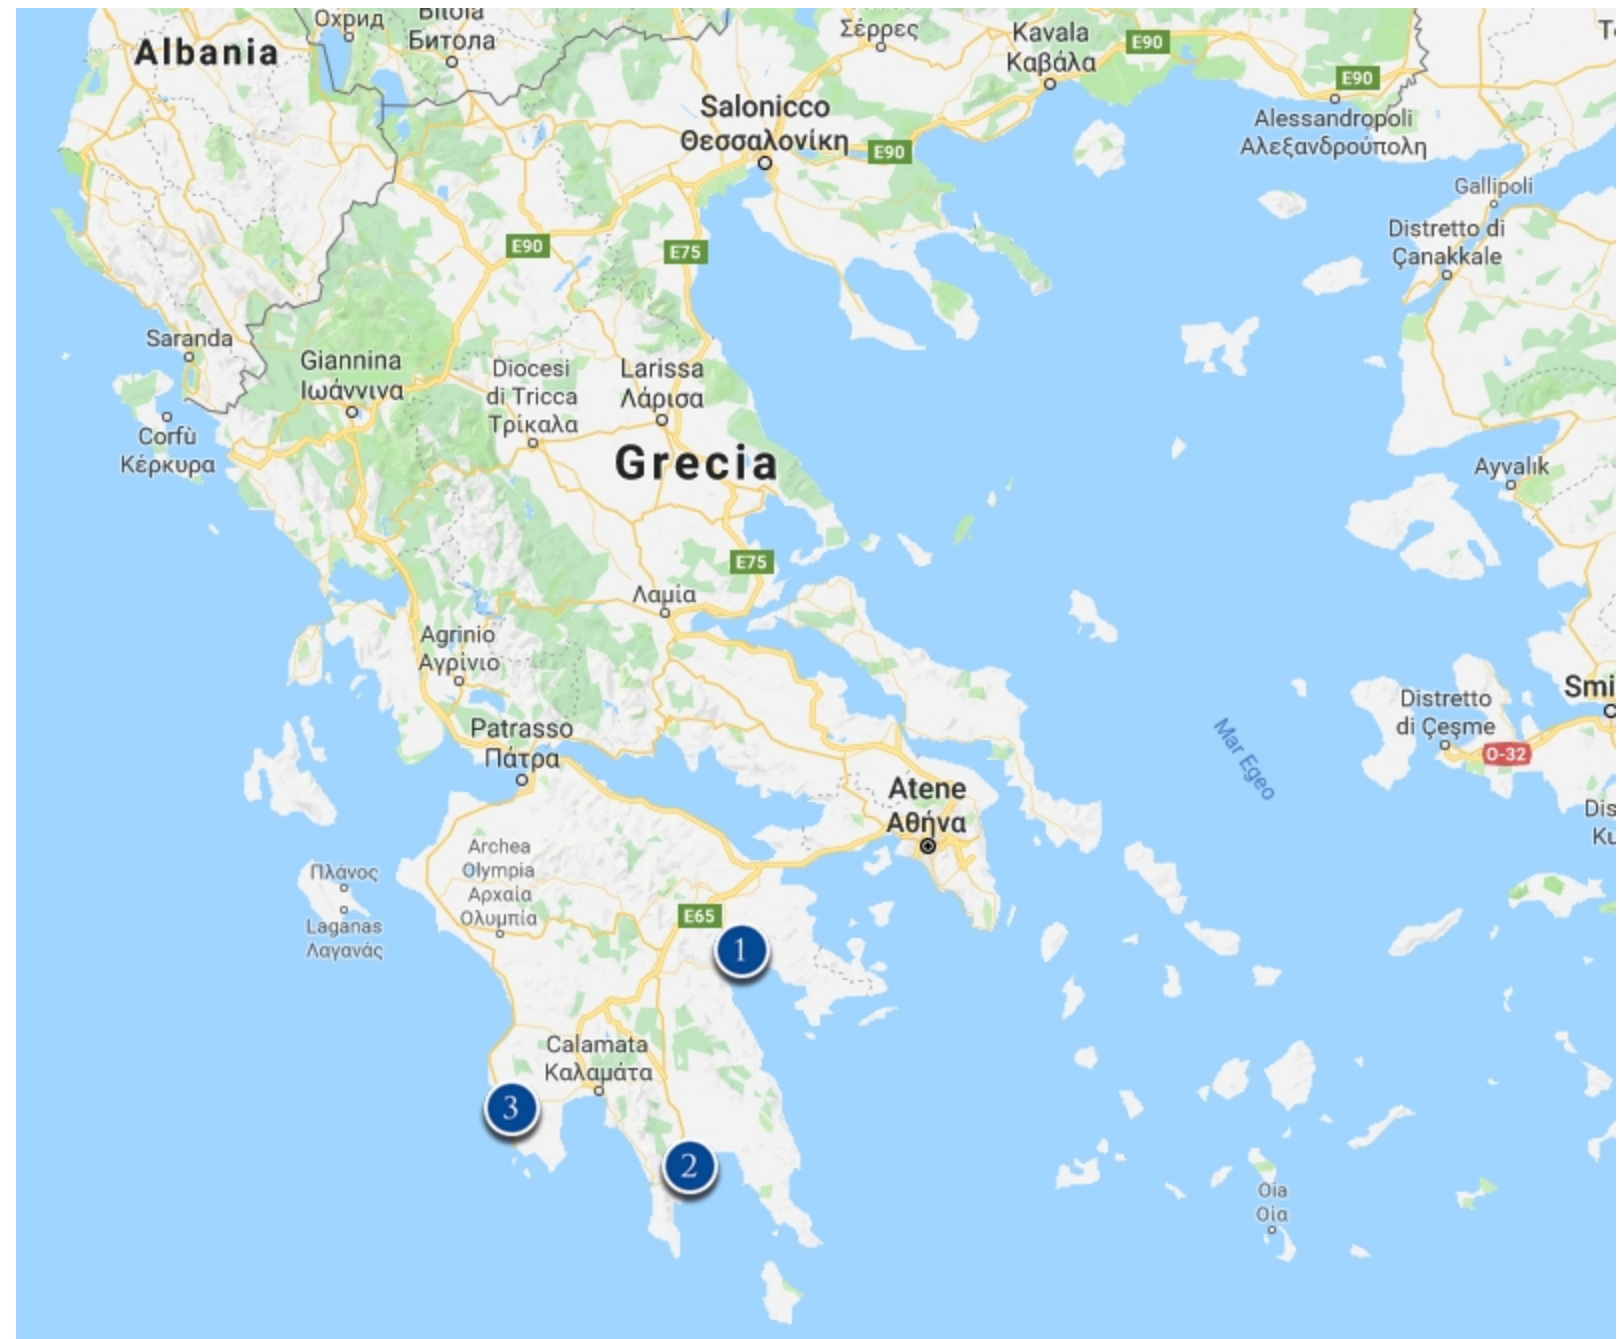 Охрид
Bitola
Битола
Albania
Σέρρες
Kavala
Καβάλα
E90
E90
Alessandropoli
Αλεξανδρούπολη
Salonicco
Θεσσαλονίκη
E90
Gallipoli
Distretto di
Çanakkale
E90
E75
Saranda
Giannina
Ιωάννινα
Diocesi
di Tricca
Τρίκαλα
Larissa
Λάρισα
Corfù
Κέρκυρα
Grecia
Ayvalık
E75
Λαμία
Agrinio
Αγρίνιο
Patrasso
Πάτρα
Distretto
di Çeşme
Smi
O-32
Mar Egeo
Atene
Αθήνα
Dis
Archea
Olympia
Αρχαία
Ολυμπία
Πλάνος
Laganas
Λαγανάς
E65
1
Calamata
Καλαμάτα
3
2
Oia
Οία